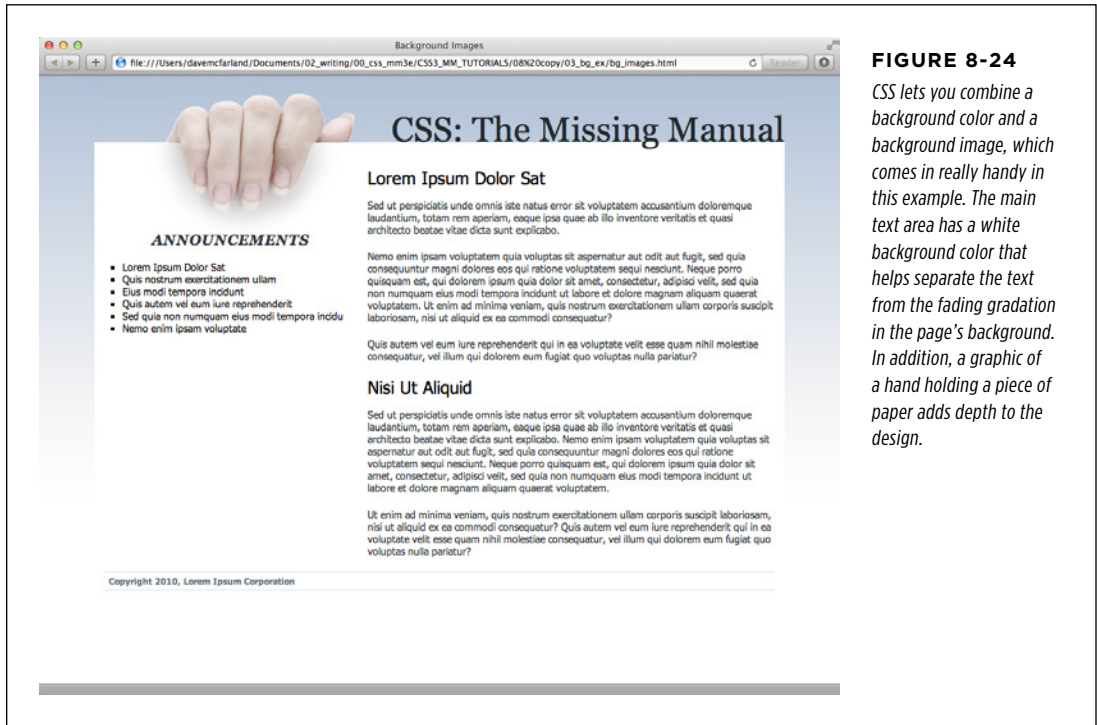 Background Images
file:///Users/davemcfarland/Documents/02_writing/00_css_mm3e/CSS3_MM_TUTORIALS/08%20copy/03_bg_ex/bg_images.html
Reader
CSS: The Missing Manual
ANNOUNCEMENTS
Lorem Ipsum Dolor Sat
Quis nostrum exercitationem ullam
Eius modi tempora incidunt
Quis autem vel eum iure reprehenderit
Sed quia non numquam eius modi tempora incidu
Nemo enim ipsam voluptate
Lorem Ipsum Dolor Sat
Sed ut perspiciatis unde omnis iste natus error sit voluptatem accusantium doloremque
laudantium, totam rem aperiam, eaque ipsa quae ab illo inventore veritatis et quasi
architecto beatae vitae dicta sunt explicabo.
Nemo enim ipsam voluptatem quia voluptas sit aspernatur aut odit aut fugit, sed quia
consequuntur magni dolores eos qui ratione voluptatem sequi nesciunt. Neque porro
quisquam est, qui dolorem ipsum quia dolor sit amet, consectetur, adipisci velit, sed quia
non numquam eius modi tempora incidunt ut labore et dolore magnam aliquam quaerat
voluptatem. Ut enim ad minima veniam, quis nostrum exercitationem ullam corporis suscipit
laboriosam, nisi ut aliquid ex ea commodi consequatur?
Quis autem vel eum iure reprehenderit qui in ea voluptate velit esse quam nihil molestiae
consequatur, vel illum qui dolorem eum fugiat quo voluptas nulla pariatur?
Nisi Ut Aliquid
Sed ut perspiciatis unde omnis iste natus error sit voluptatem accusantium doloremque
laudantium, totam rem aperiam, eaque ipsa quae ab illo inventore veritatis et quasi
architecto beatae vitae dicta sunt explicabo. Nemo enim ipsam voluptatem quia voluptas sit
aspernatur aut odit aut fugit, sed quia consequuntur magni dolores eos qui ratione
voluptatem sequi nesciunt. Neque porro quisquam est, qui dolorem ipsum quia dolor sit
amet, consectetur, adipisci velit, sed quia non numquam eius modi tempora incidunt ut
labore et dolore magnam aliquam quaerat voluptatem.
Ut enim ad minima veniam, quis nostrum exercitationem ullam corporis suscipit laboriosam,
nisi ut aliquid ex ea commodi consequatur? Quis autem vel eum iure reprehenderit qui in ea
voluptate velit esse quam nihil molestiae consequatur, vel illum qui dolorem eum fugiat quo
voluptas nulla pariatur?
Copyright 2010, Lorem Ipsum Corporation
FIGURE 8-24
CSS lets you combine a
background color and a
background image, which
comes in really handy in
this example. The main
text area has a white
background color that
helps separate the text
from the fading gradation
in the page's background.
In addition, a graphic of
a hand holding a piece of
paper adds depth to the
design.